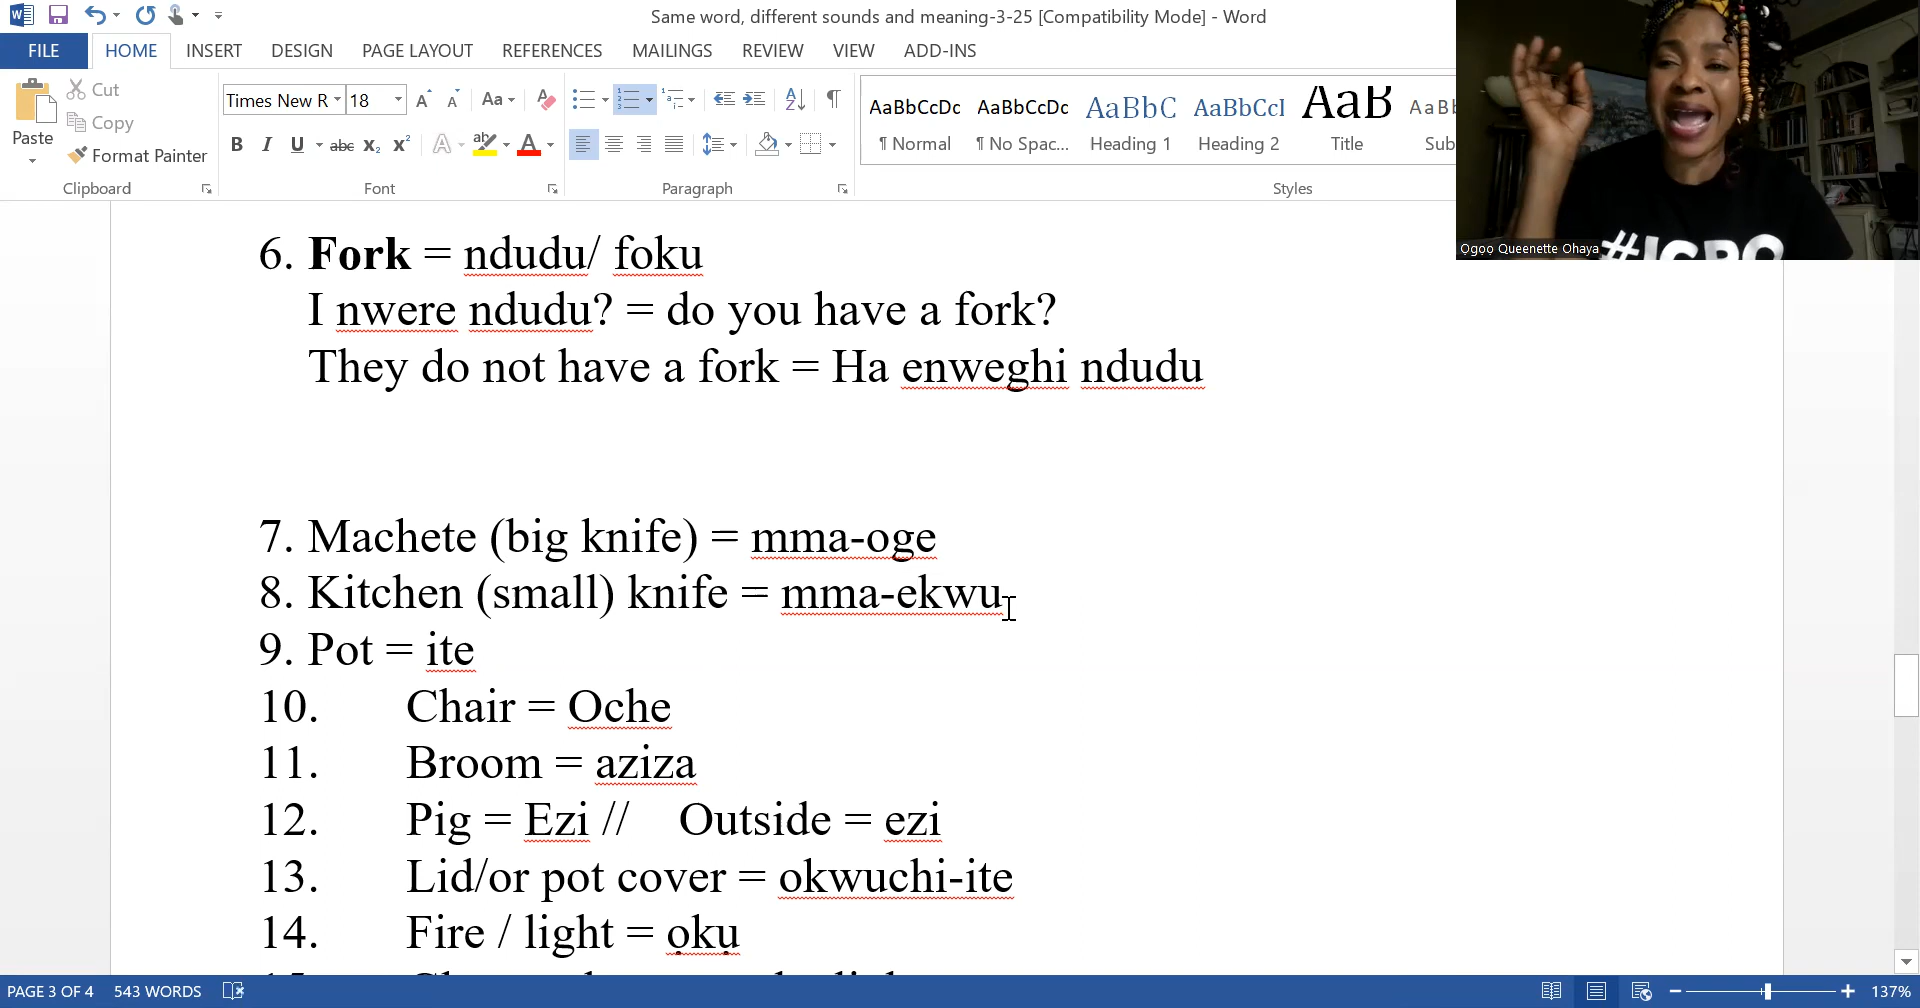 Same word, different sounds and meaning-3-25 [Compatibility Mode] - Word
FILE HOME INSERT DESIGN PAGE LAYOUT REFERENCES MAILINGS REVIEW VIEW ADD-INS
Paste
Cut
Copy
Format Painter
Clipboard
Times New R 18
Font
Paragraph
AaBbCcDc AaBbCcDc AaBbC AaBbCcI AaB AaBb
¶ Normal ¶ No Spac... Heading 1 Heading 2 Title Sub
Styles
Ọgọọ Queenette Ohaya
#IGBO
6. Fork = ndudu/ foku
I nwere ndudu? = do you have a fork?
They do not have a fork = Ha enweghi ndudu
7. Machete (big knife) = mma-oge
8. Kitchen (small) knife = mma-ekwu
9. Pot = ite
10. Chair = Oche
11. Broom = aziza
12. Pig = Ezi // Outside = ezi
13. Lid/or pot cover = okwuchi-ite
14. Fire / light = ọkụ
PAGE 3 OF 4 543 WORDS 137%